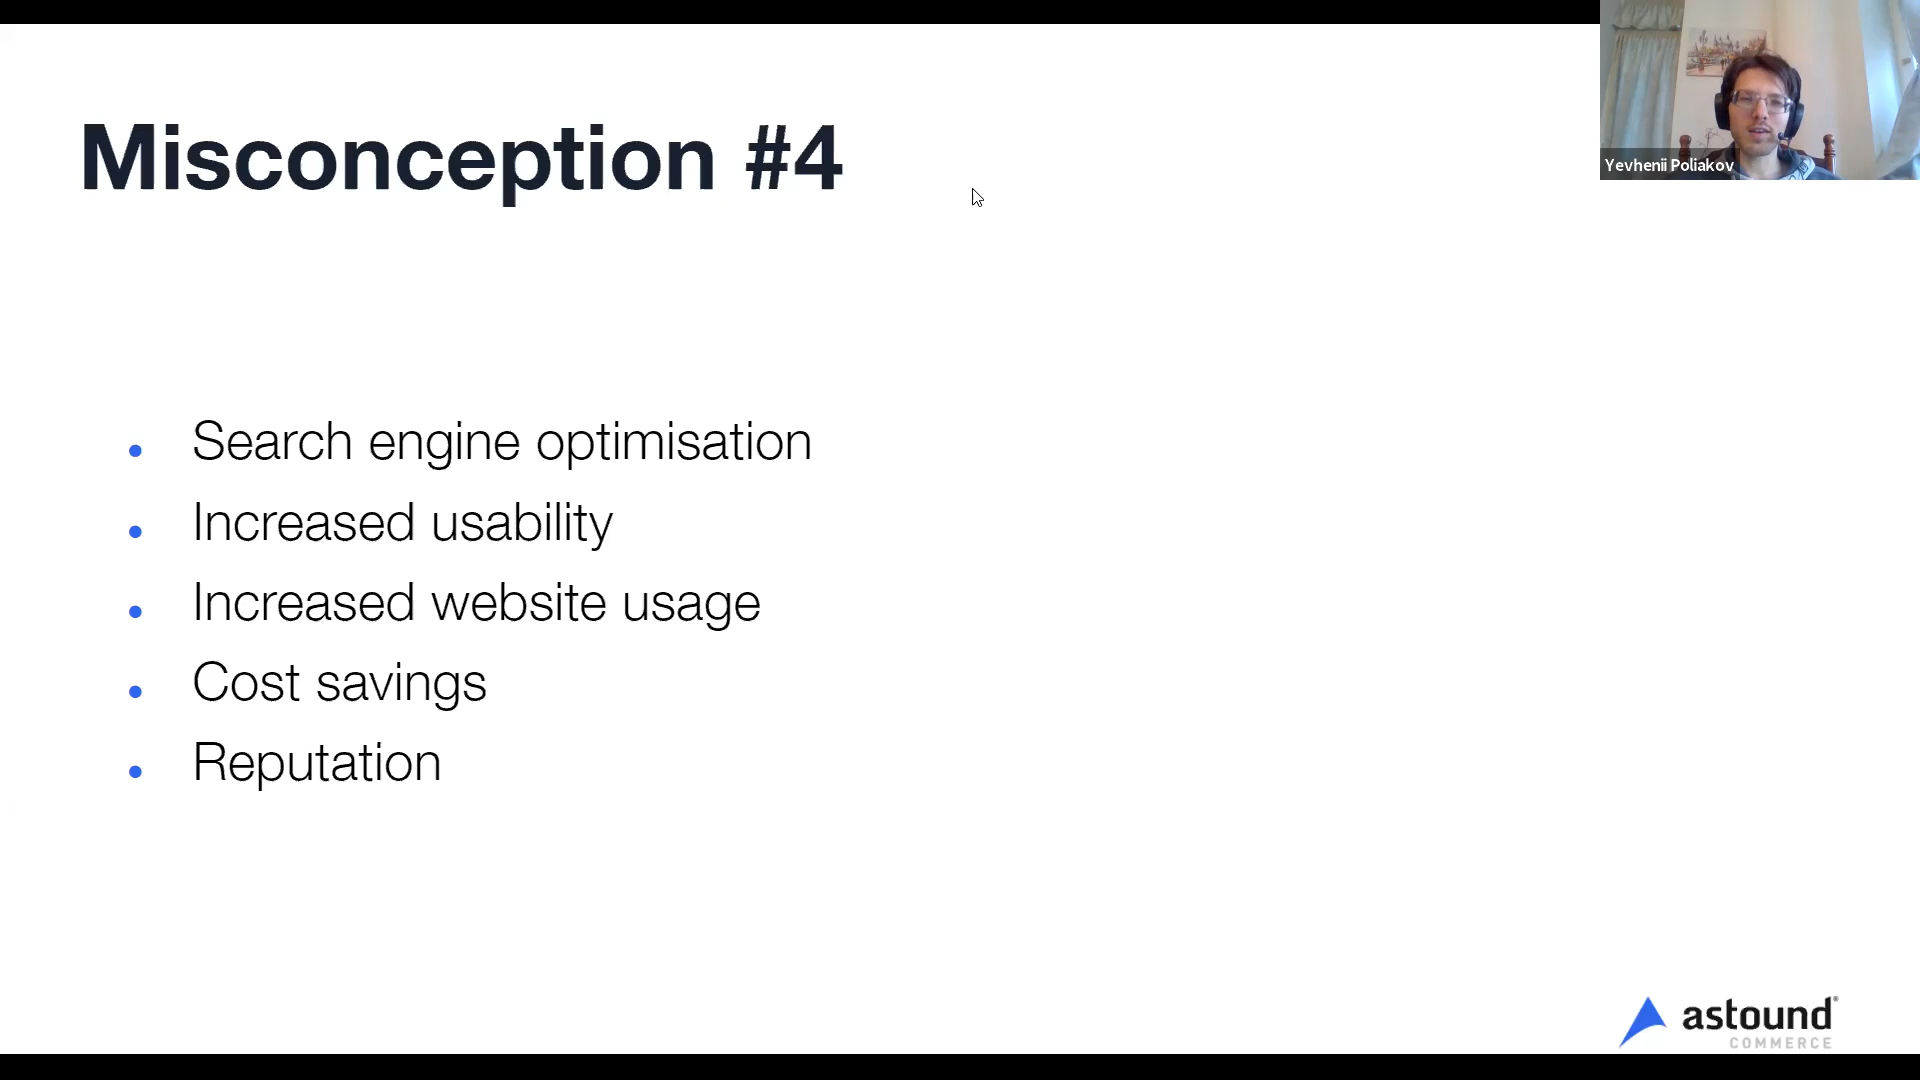 Misconception #4
Yevhenii Poliakov
Search engine optimisation
Increased usability
Increased website usage
Cost savings
Reputation
astound
COMMERCE